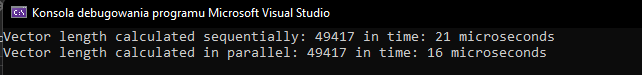 Konsola debugowania programu Microsoft Visual Studio
Vector length calculated sequentially: 49417 in time: 21 microseconds
Vector length calculated in parallel: 49417 in time: 16 microseconds